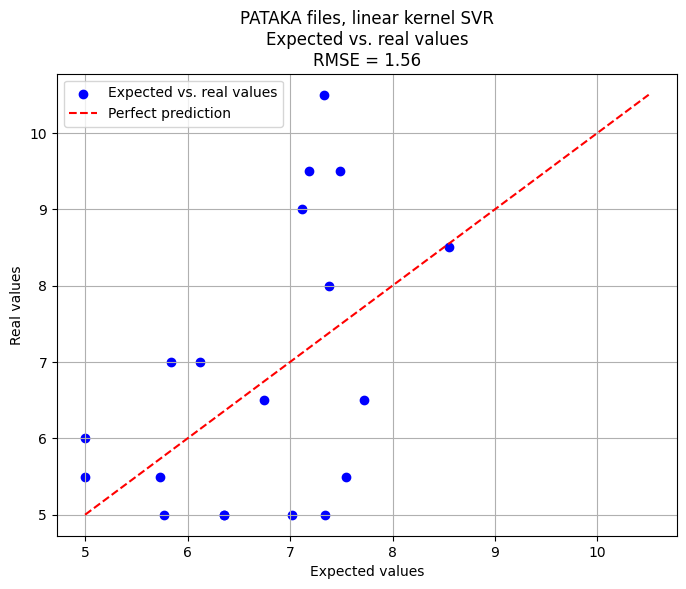 PATAKA files, linear kernel SVR
Expected vs. real values
RMSE = 1.56
Expected vs. real values
Perfect prediction
Real values
10
9
8
7
6
5
5 6 7 8 9 10
Expected values